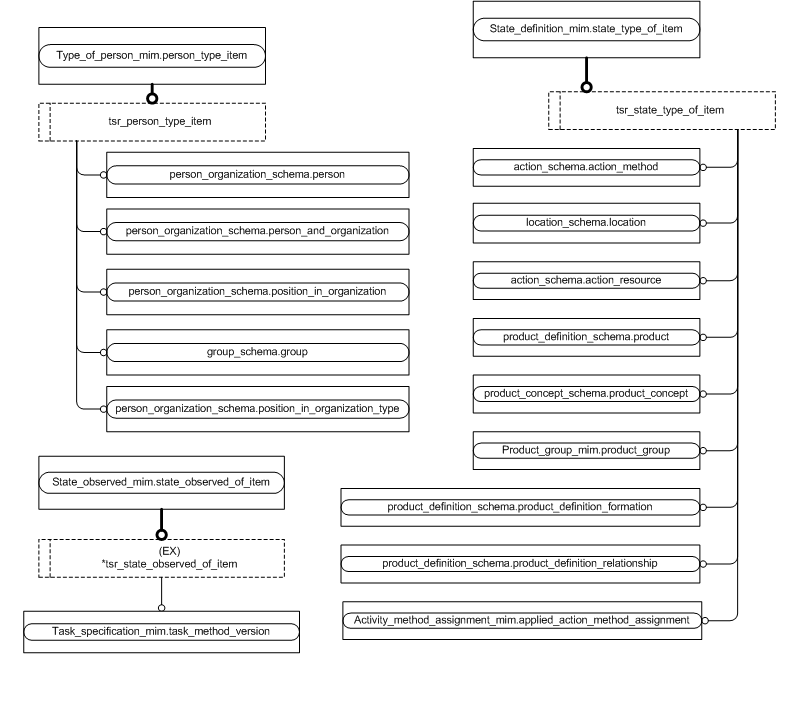 Type_of_person_mim.person_type_item
tsr_person_type_item
person_organization_schema.person
person_organization_schema.person_and_organization
person_organization_schema.position_in_organization
group_schema.group
person_organization_schema.position_in_organization_type
State_observed_mim.state_observed_of_item
(EX)
*tsr_state_observed_of_item
Task_specification_mim.task_method_version
State_definition_mim.state_type_of_item
tsr_state_type_of_item
action_schema.action_method
location_schema.location
action_schema.action_resource
product_definition_schema.product
product_concept_schema.product_concept
Product_group_mim.product_group
product_definition_schema.product_definition_formation
product_definition_schema.product_definition_relationship
Activity_method_assignment_mim.applied_action_method_assignment